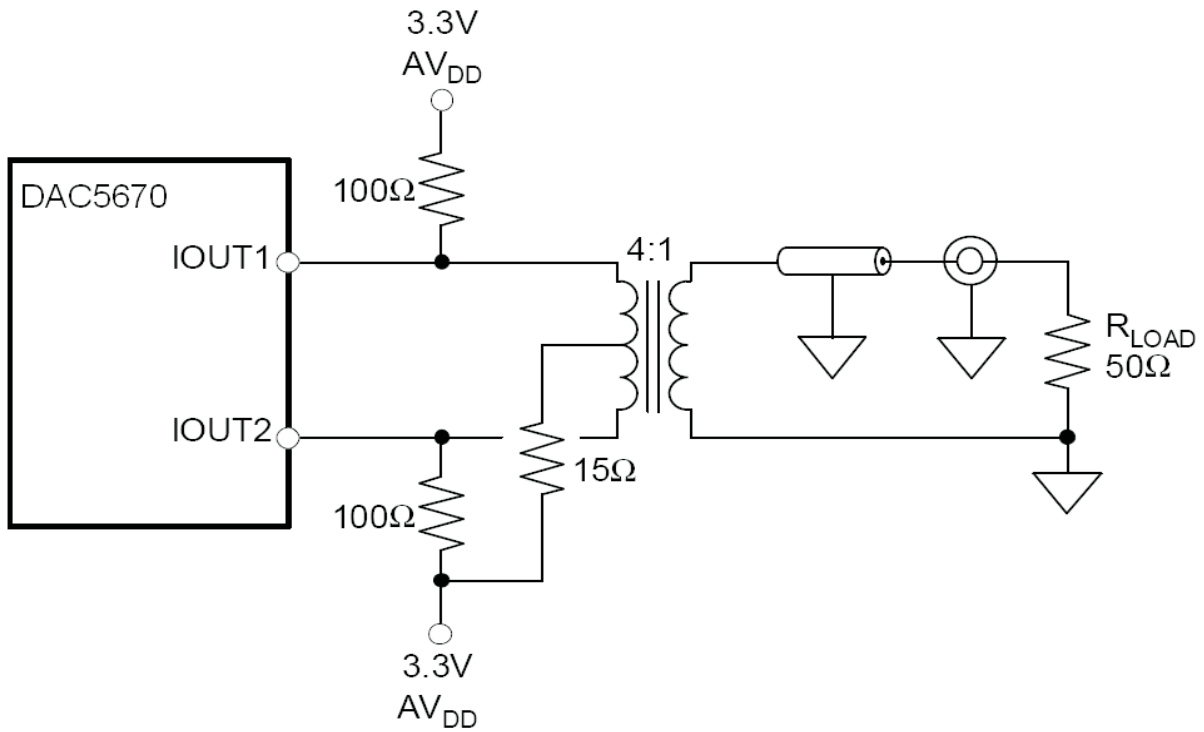 3.3V
AVDD
100Ω
DAC5670
IOUT1
4:1
RLOAD
50Ω
IOUT2
15Ω
100Ω
3.3V
AVDD